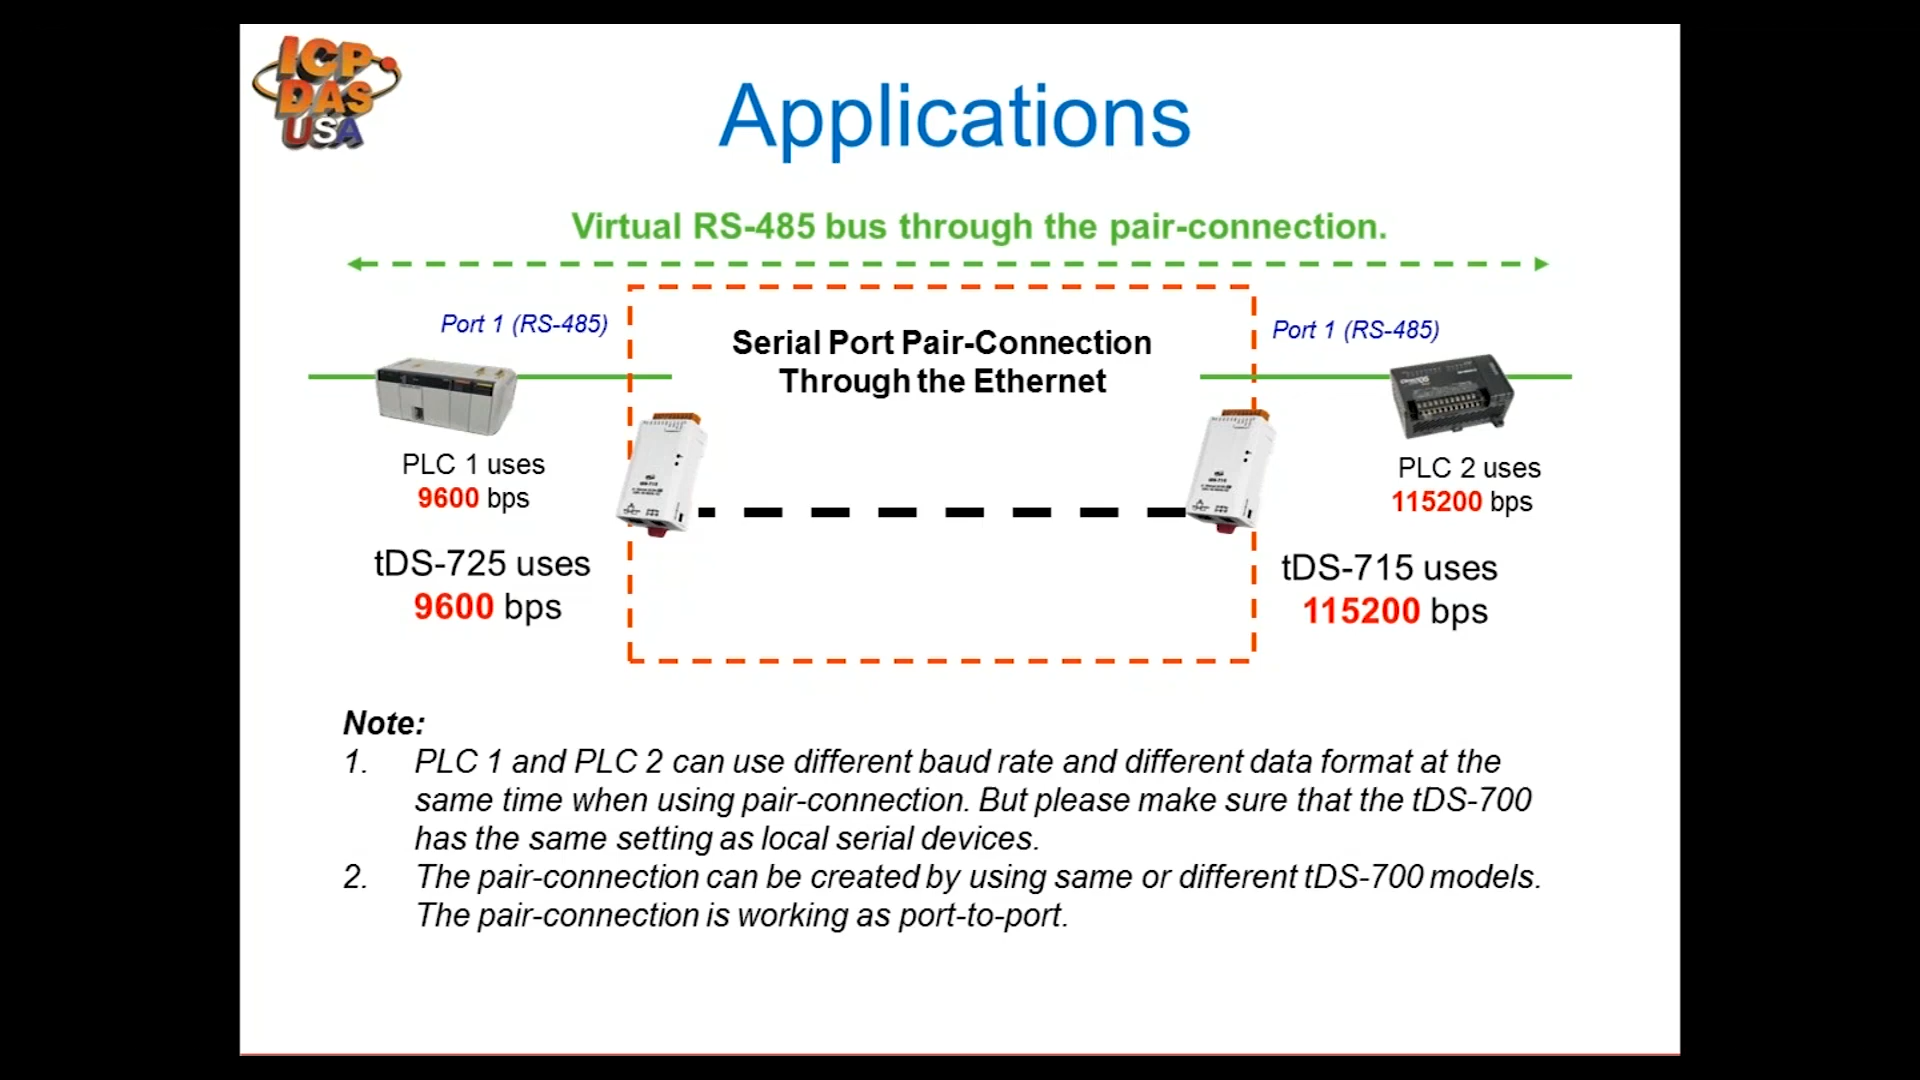 ICP
DAS
USA
Applications
Virtual RS-485 bus through the pair-connection.
Port 1 (RS-485)
Serial Port Pair-Connection
Through the Ethernet
Port 1 (RS-485)
PLC 1 uses
9600 bps
PLC 2 uses
115200 bps
tDS-725 uses
9600 bps
tDS-715 uses
115200 bps
Note:
1. PLC 1 and PLC 2 can use different baud rate and different data format at the
same time when using pair-connection. But please make sure that the tDS-700
has the same setting as local serial devices.
2. The pair-connection can be created by using same or different tDS-700 models.
The pair-connection is working as port-to-port.